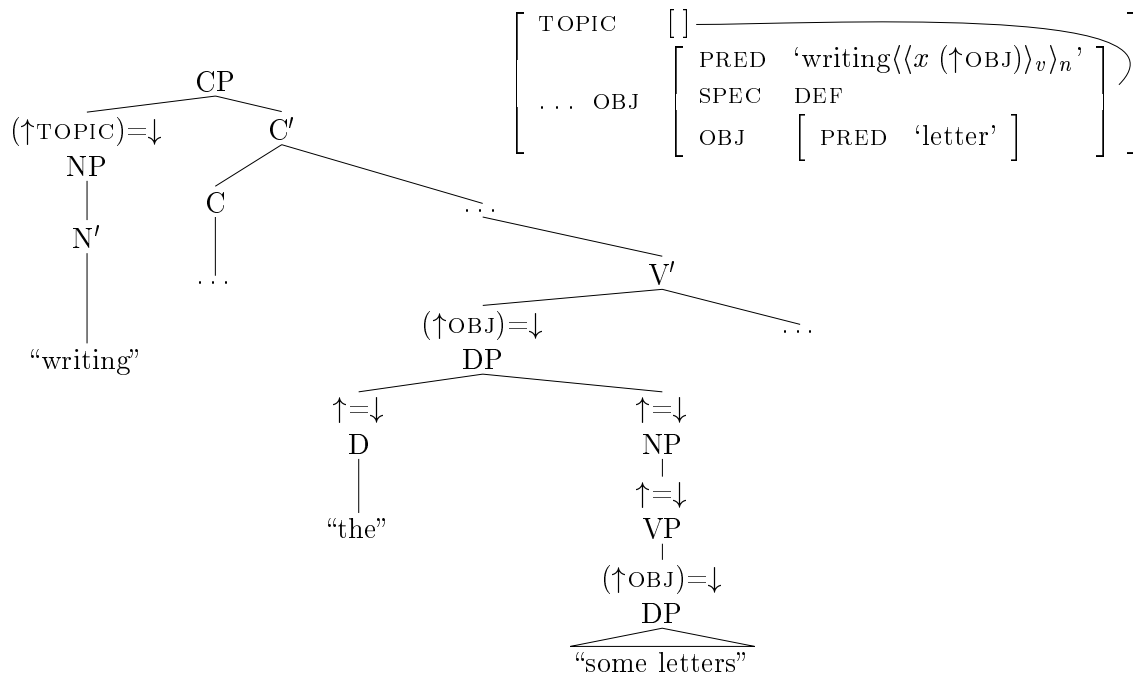 TOPIC [ ]
PRED ‘writing⟨⟨x (↑OBJ)⟩v⟩n’
CP
... OBJ SPEC DEF
(↑TOPIC)=↓ C′
OBJ [ PRED ‘letter’ ]
NP
C ...
N′
V′
...
(↑OBJ)=↓ ...
“writing” DP
↑=↓ ↑=↓
D NP
↑=↓
“the” VP
(↑OBJ)=↓
DP
“some letters”